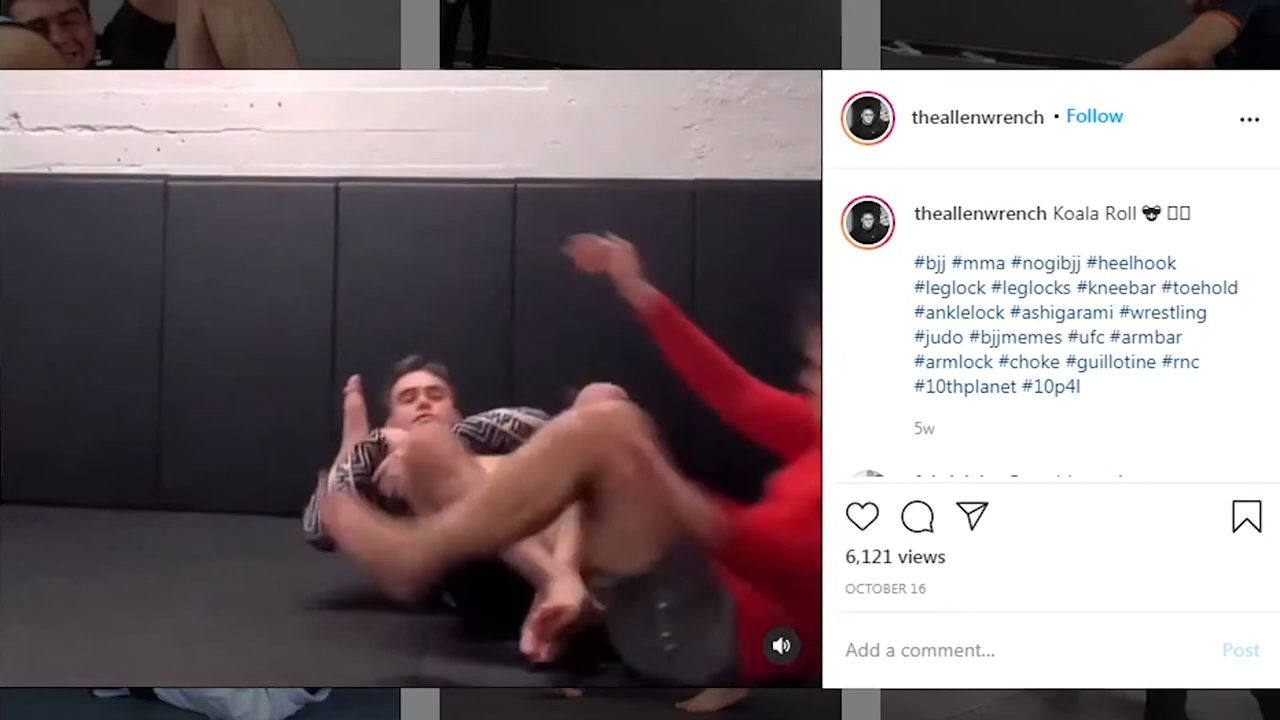 theallenwrench • Follow
theallenwrench Koala Roll
#bjj #mma #nogibjj #heelhook
#leglock #leglocks #kneebar #toehold
#anklelock #ashigarami #wrestling
#judo #bjjmemes #ufc #armbar
#armlock #choke #guillotine #rnc
#10thplanet #10p4l
5w
6,121 views
OCTOBER 16
Add a comment...
Post